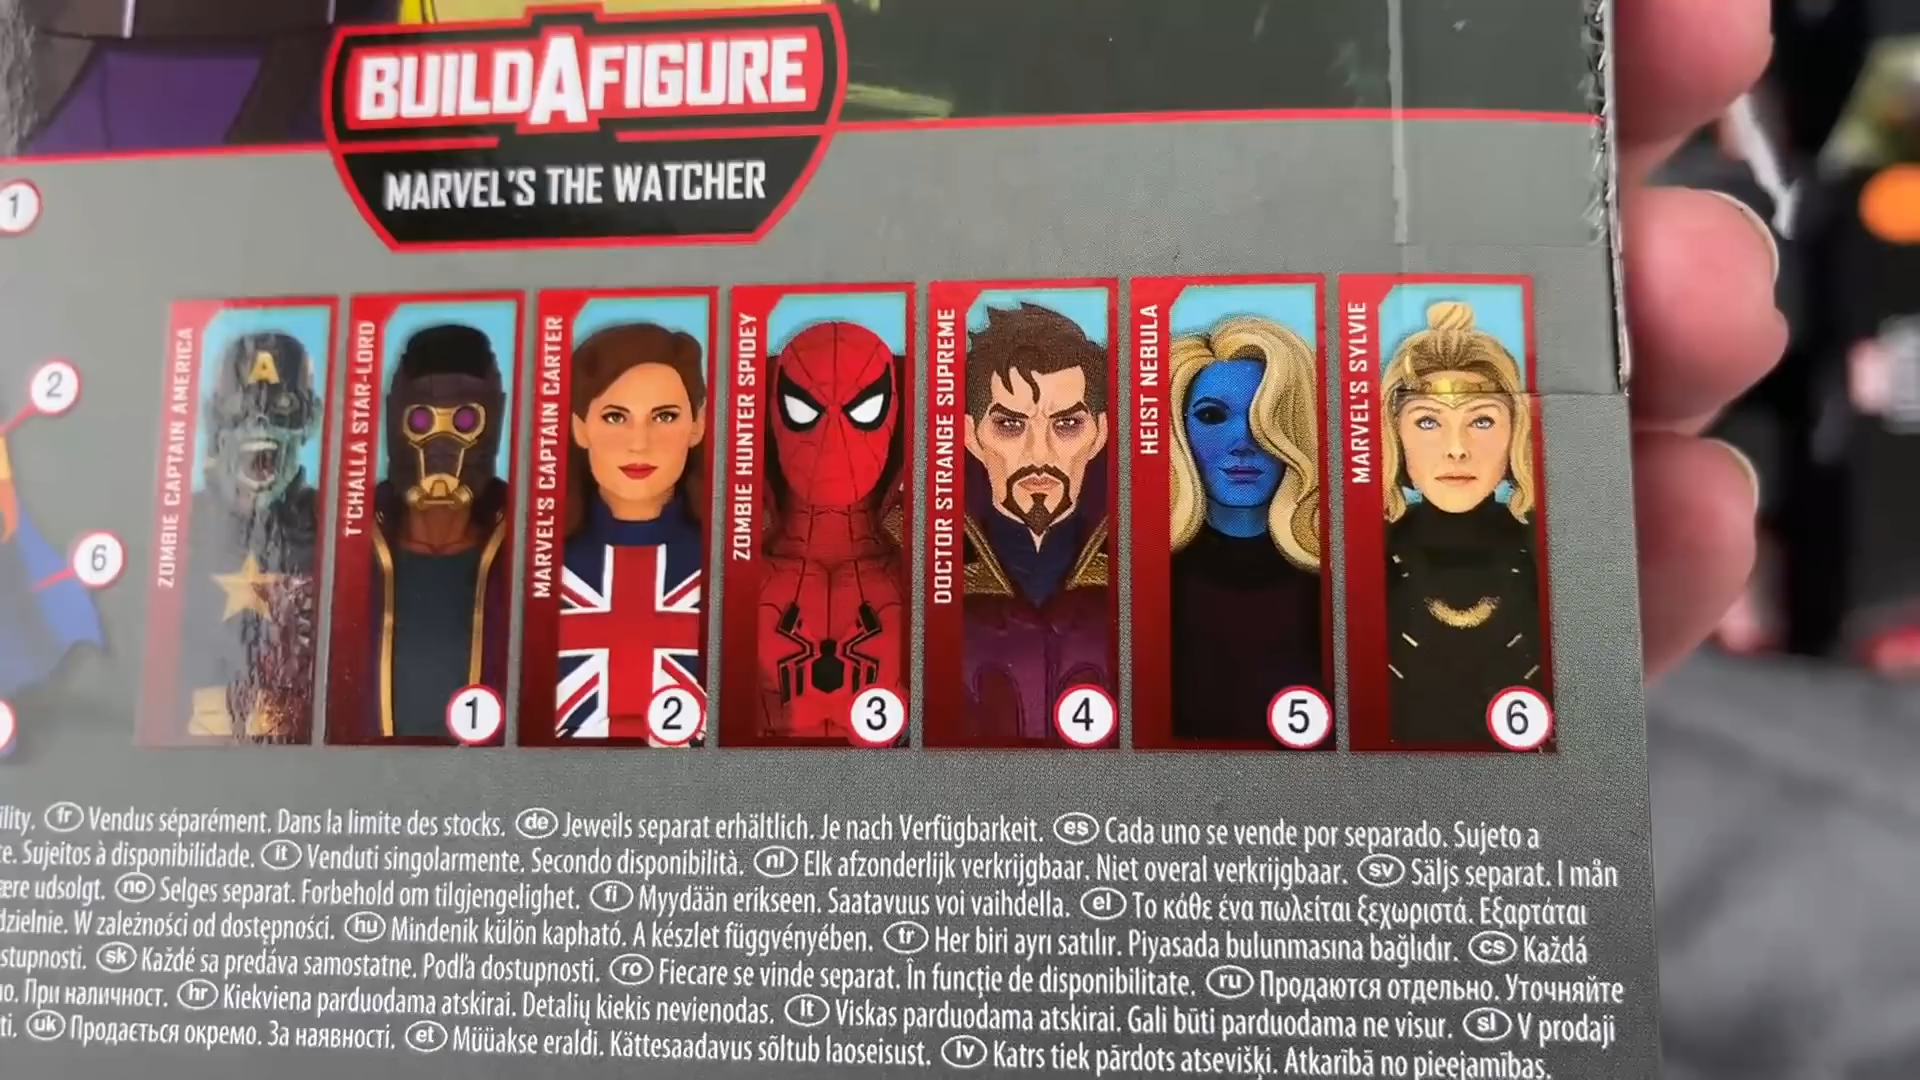 BUILDAFIGURE
MARVEL'S THE WATCHER
1
2
6
ZOMBIE CAPTAIN AMERICA
T'CHALLA STAR-LORD
1
MARVEL'S CAPTAIN CARTER
2
ZOMBIE HUNTER SPIDEY
3
DOCTOR STRANGE SUPREME
4
HEIST NEBULA
5
MARVEL'S SYLVIE
6
ility. fr Vendus séparément. Dans la limite des stocks. de Jeweils separat erhältlich. Je nach Verfügbarkeit. es Cada uno se vende por separado. Sujeto a
e. Sujeitos à disponibilidade. it Venduti singolarmente. Secondo disponibilità. nl Elk afzonderlijk verkrijgbaar. Niet overal verkrijgbaar. sv Säljs separat. I mån
ære udsolgt. no Selges separat. Forbehold om tilgjengelighet. fi Myydään erikseen. Saatavuus voi vaihdella. el Το κάθε ένα πωλείται ξεχωριστά. Εξαρτάται
dzielnie. W zależności od dostępności. hu Mindenik külön kapható. A készlet függvényében. tr Her biri ayrı satılır. Piyasada bulunmasına bağlıdır. cs Každá
stupnosti. sk Každé sa predáva samostatne. Podľa dostupnosti. ro Fiecare se vinde separat. În funcție de disponibilitate. ru Продаются отдельно. Уточняйте
но. При наличност. hr Kiekviena parduodama atskirai. Detalių kiekis nevienodas. lt Viskas parduodama atskirai. Gali būti parduodama ne visur. sl V prodaji
ti. uk Продається окремо. За наявності. et Müüakse eraldi. Kättesaadavus sõltub laoseisust. lv Katrs tiek pārdots atsevišķi. Atkarībā no pieejamības.